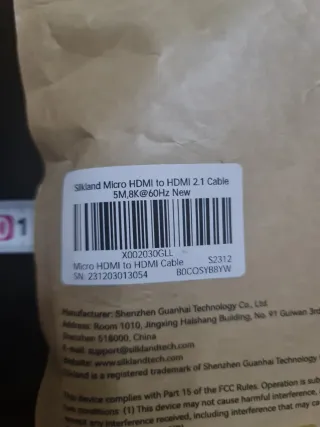 Silkland Micro HDMI to HDMI 2.1 Cable
5M,8K@60Hz New
X002030GLL
Micro HDMI to HDMI Cable S2312
SN: 231203013054 B0COSYBRYW
01
Manufacturer: Shenzhen Guanhai Technology Co., Ltd.
Address: Room 1010, Jingxing Haishang Building, No. 91 Guiwan 3rd
Shenzhen 518000, China
E-mail: support@silklandtech.com
Website: www.silklandtech.com
Silkland is a registered trademark of Shenzhen Guanhai Technology
This device complies with Part 15 of the FCC Rules. Operation is sub
two conditions: (1) This device may not cause harmful interference,
accept any interference received, including interference that may ca